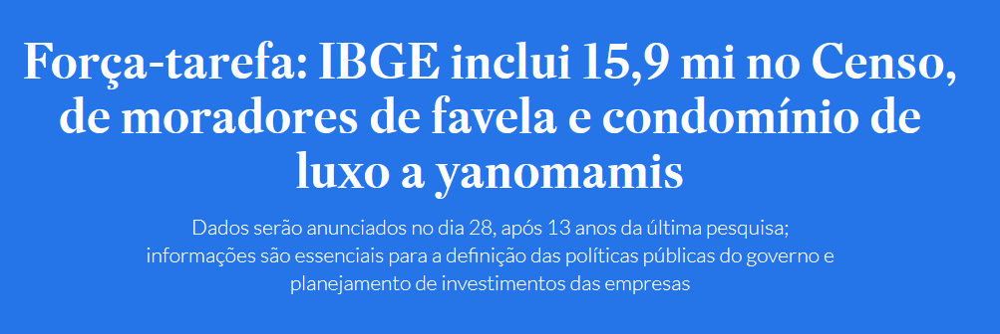 Força-tarefa: IBGE inclui 15,9 mi no Censo,
de moradores de favela e condomínio de
luxo a yanomamis
Dados serão anunciados no dia 28, após 13 anos da última pesquisa;
informações são essenciais para a definição das políticas públicas do governo e
planejamento de investimentos das empresas